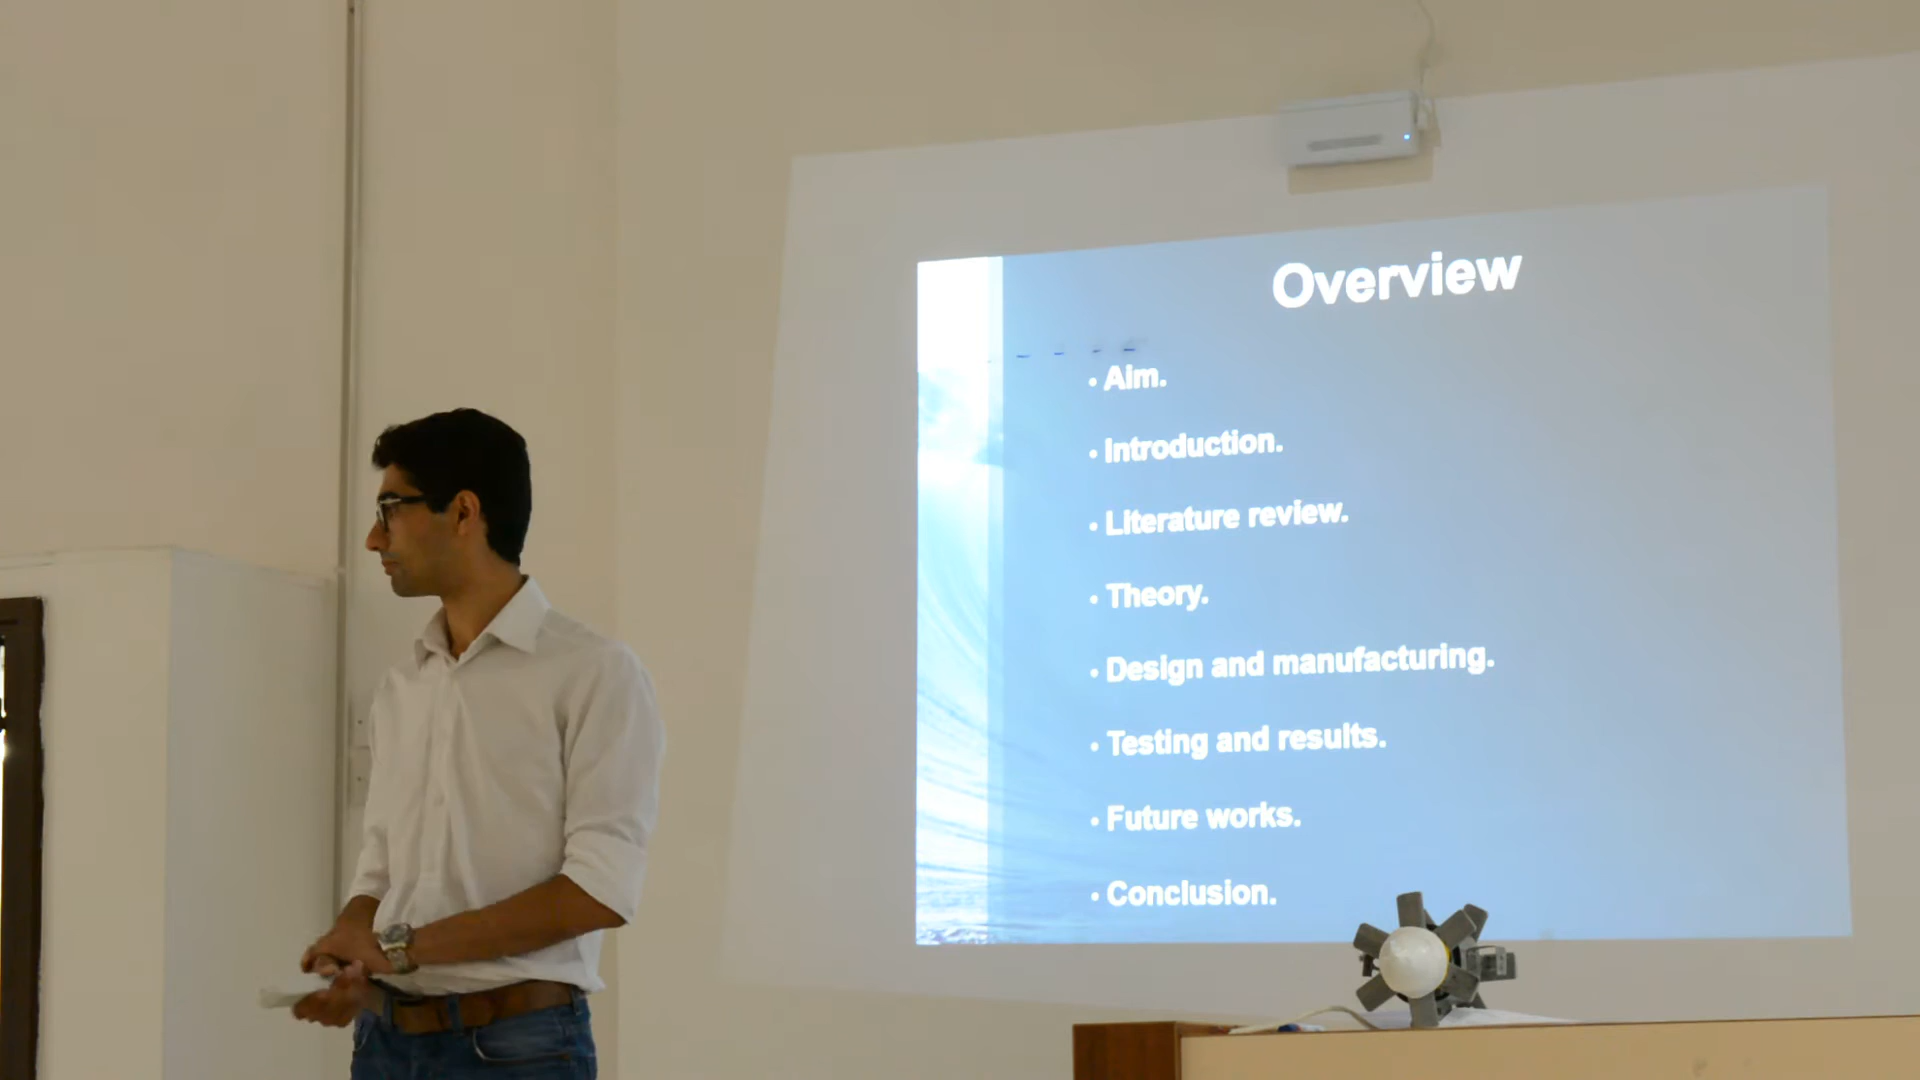 Overview
• Aim.
• Introduction.
• Literature review.
• Theory.
• Design and manufacturing.
• Testing and results.
• Future works.
• Conclusion.